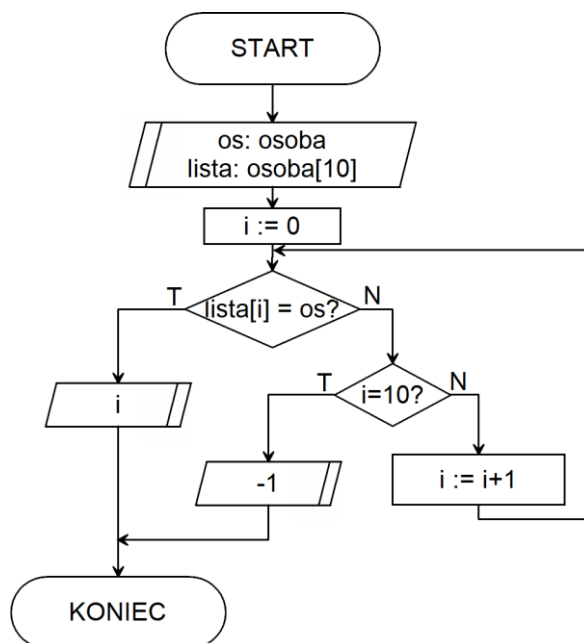 START
os: osoba
lista: osoba[10]
i := 0
T
lista[i] = os?
N
i
T
i=10?
N
-1
i := i+1
KONIEC